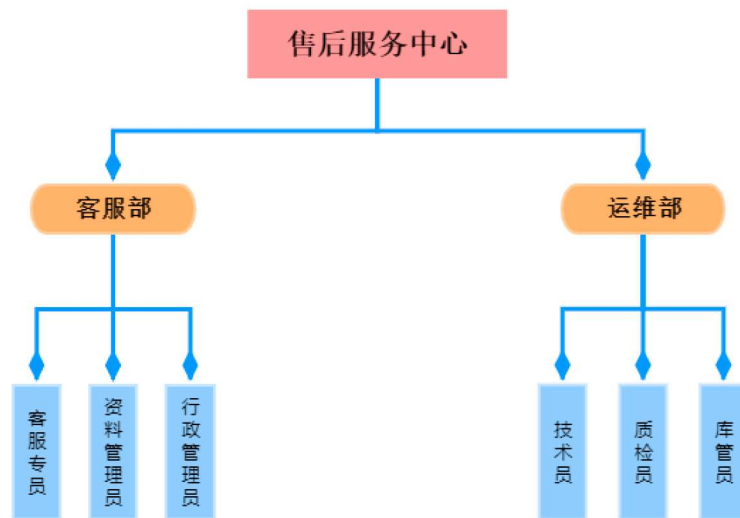 售后服务中心
客服部
运维部
客服专员
资料管理员
行政管理员
技术员
质检员
库管员